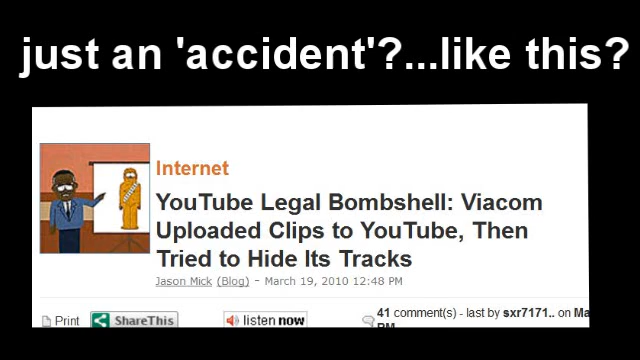 just an 'accident'?...like this?
Internet
YouTube Legal Bombshell: Viacom
Uploaded Clips to YouTube, Then
Tried to Hide Its Tracks
Jason Mick (Blog) - March 19, 2010 12:48 PM
Print ShareThis listen now 41 comment(s) - last by sxr7171.. on Ma
PM